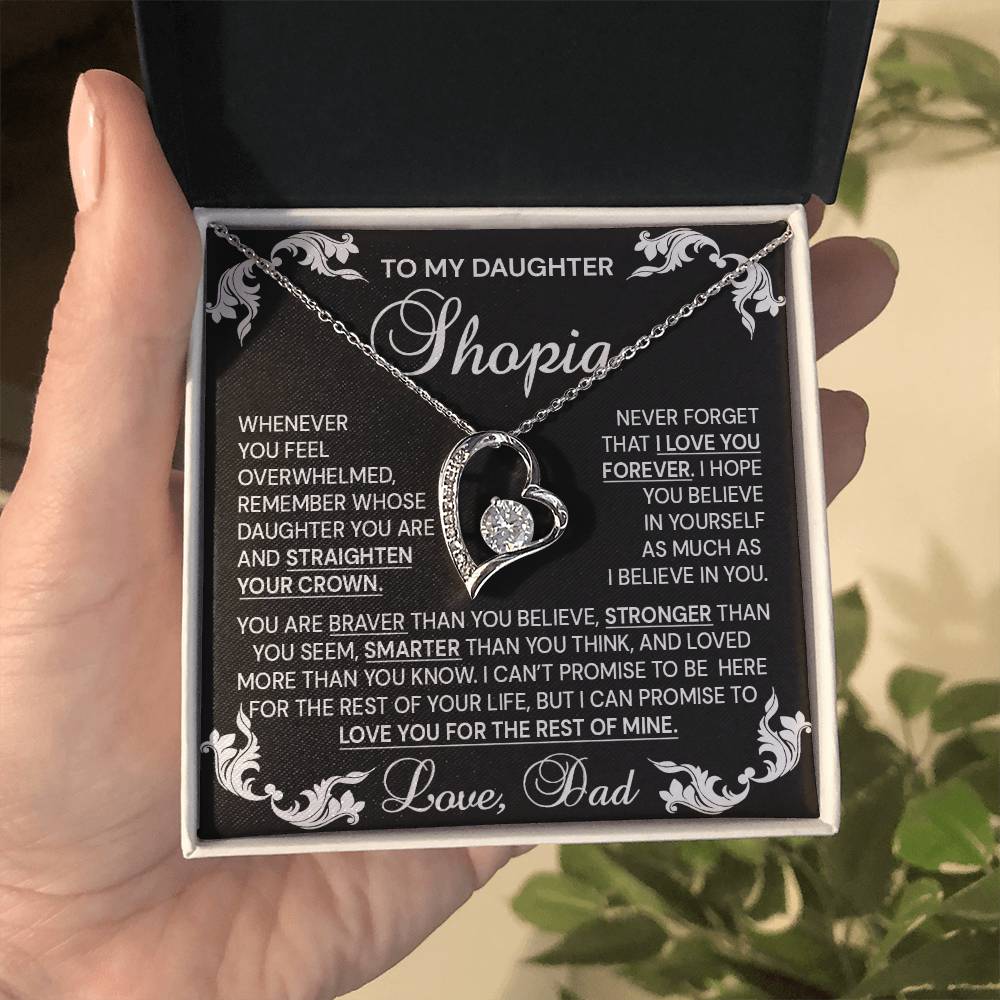 TO MY DAUGHTER
Shopia
WHENEVER
YOU FEEL
OVERWHELMED,
REMEMBER WHOSE
DAUGHTER YOU ARE
AND STRAIGHTEN
YOUR CROWN.
NEVER FORGET
THAT I LOVE YOU
FOREVER. I HOPE
YOU BELIEVE
IN YOURSELF
AS MUCH AS
I BELIEVE IN YOU.
YOU ARE BRAVER THAN YOU BELIEVE, STRONGER THAN
YOU SEEM, SMARTER THAN YOU THINK, AND LOVED
MORE THAN YOU KNOW. I CAN'T PROMISE TO BE HERE
FOR THE REST OF YOUR LIFE, BUT I CAN PROMISE TO
LOVE YOU FOR THE REST OF MINE.
Love, Dad